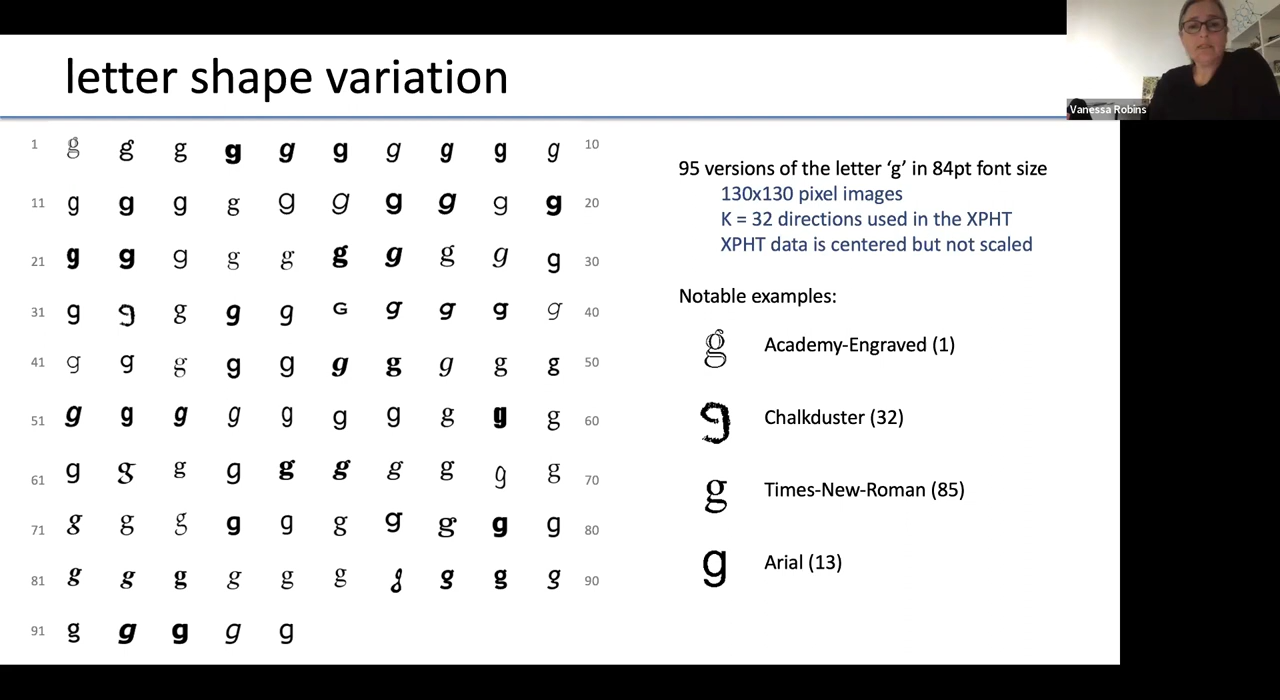 letter shape variation
Vanessa Robins
1 g g g g g g g g g g 10
11 g g g g g g g g g g 20
21 g g g g g g g g g g 30
31 g g g g g G g g g g 40
41 g g g g g g g g g g 50
51 g g g g g g g g g g 60
61 g g g g g g g g g g 70
71 g g g g g g g g g g 80
81 g g g g g g g g g g 90
91 g g g g g
95 versions of the letter ‘g’ in 84pt font size
130x130 pixel images
K = 32 directions used in the XPHT
XPHT data is centered but not scaled
Notable examples:
g Academy-Engraved (1)
g Chalkduster (32)
g Times-New-Roman (85)
g Arial (13)